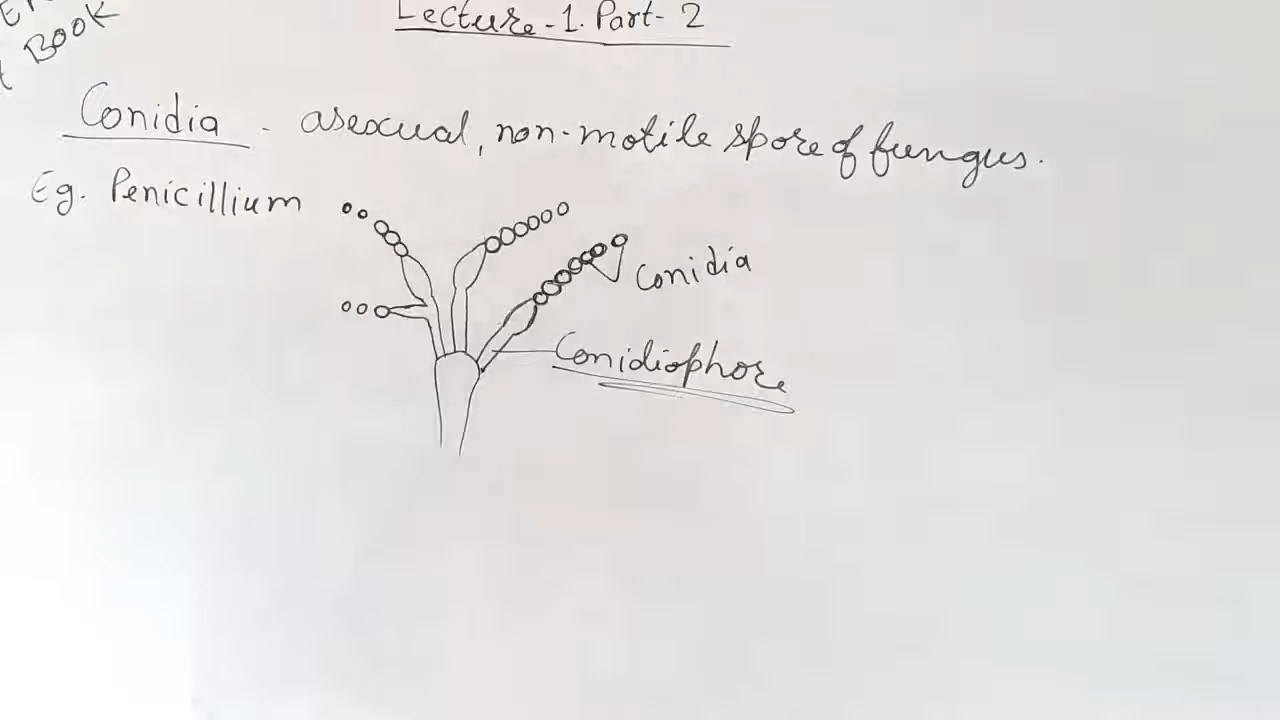 BOOK
Lecture-1. Part-2
Conidia - asexual, non-motile spore of fungus.
Eg. Penicillium
Conidia
Conidiophore